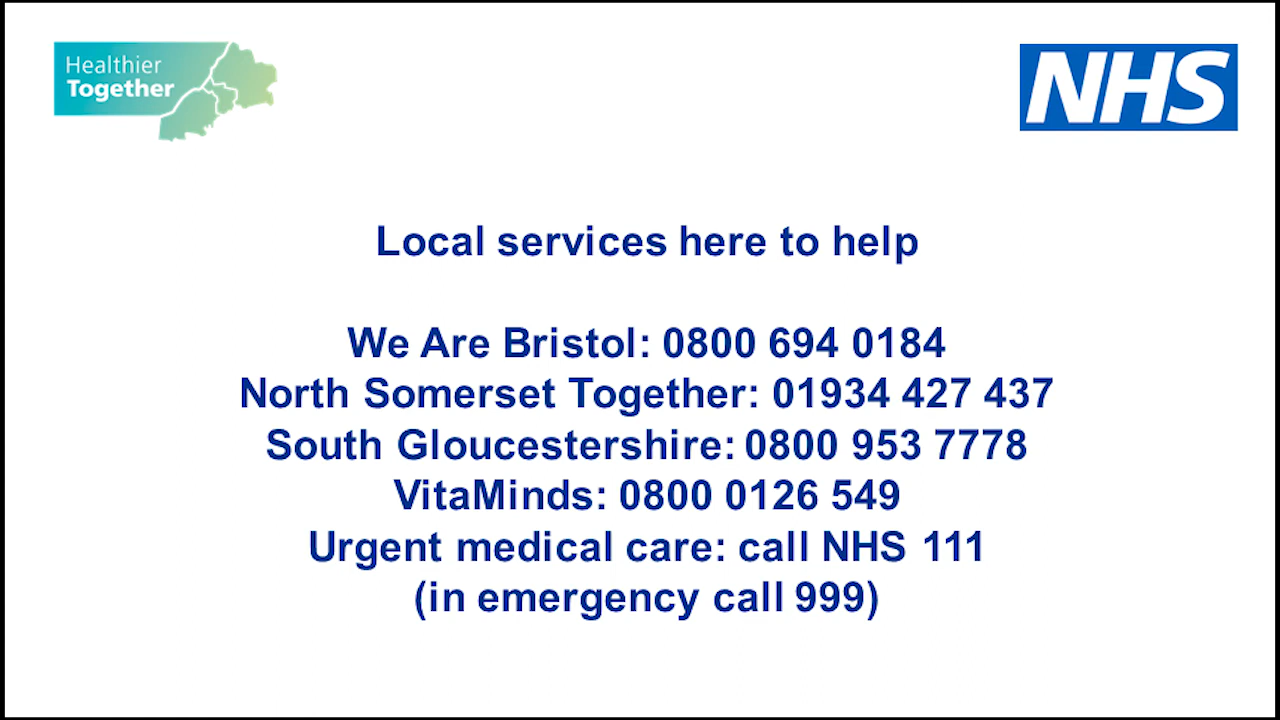 Healthier
Together
NHS
Local services here to help
We Are Bristol: 0800 694 0184
North Somerset Together: 01934 427 437
South Gloucestershire: 0800 953 7778
VitaMinds: 0800 0126 549
Urgent medical care: call NHS 111
(in emergency call 999)